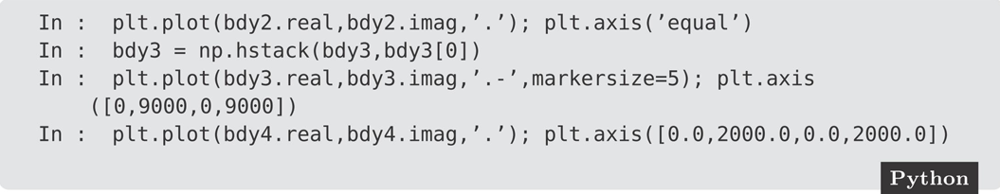 In :  plt.plot(bdy2.real,bdy2.imag,’.’); plt.axis(’equal’)
In :  bdy3 = np.hstack(bdy3,bdy3[0])
In :  plt.plot(bdy3.real,bdy3.imag,’.-’,markersize=5); plt.axis
([0,9000,0,9000])
In :  plt.plot(bdy4.real,bdy4.imag,’.’); plt.axis([0.0,2000.0,0.0,2000.0])
Python